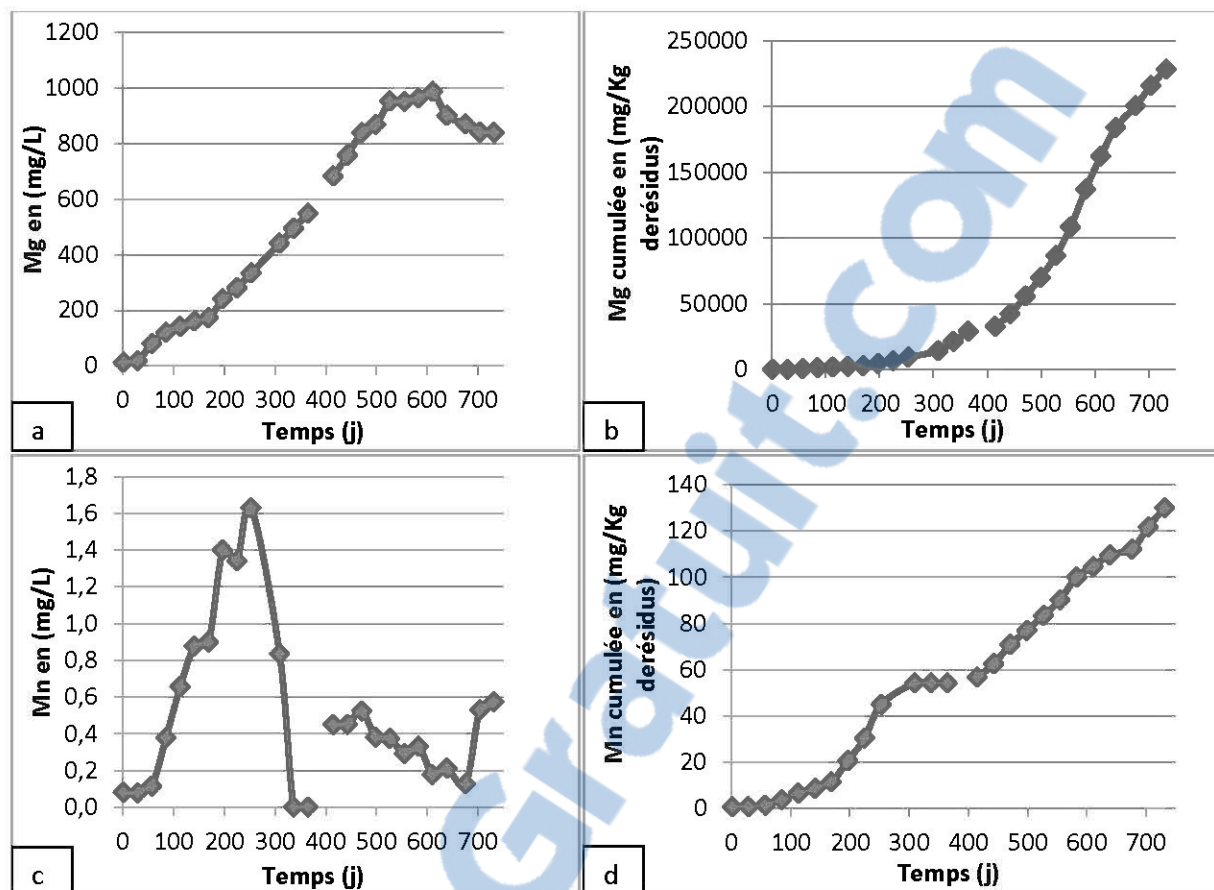 1200
1000
800
600
400
200
0
Mg en (mg/L)
0 100 200 300 400 500 600 700
Temps (j)
a
250000
200000
150000
100000
50000
0
Mg cumulée en (mg/Kg
derésidus)
0 100 200 300 400 500 600 700
Temps (j)
b
1,8
1,6
1,4
1,2
1,0
0,8
0,6
0,4
0,2
0,0
Mn en (mg/L)
0 100 200 300 400 500 600 700
Temps (j)
c
140
120
100
80
60
40
20
0
Mn cumulée en (mg/Kg
derésidus)
0 100 200 300 400 500 600 700
Temps (j)
d
Gratuit.com